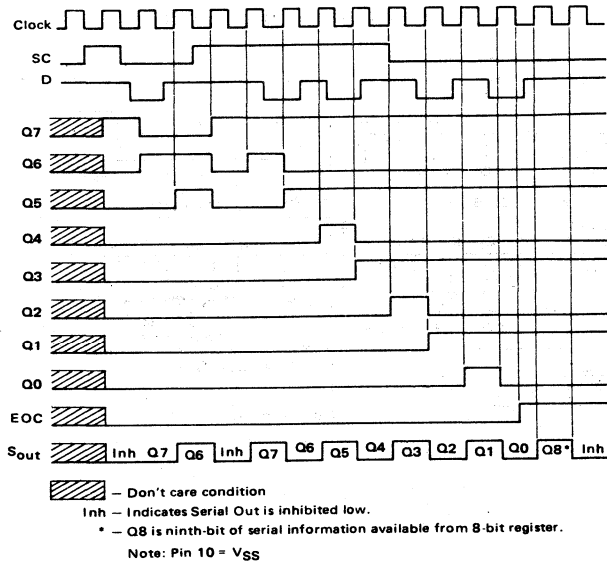 Clock
SC
D
Q7
Q6
Q5
Q4
Q3
Q2
Q1
Q0
EOC
Sout Inh Q7 Q6 Inh Q7 Q6 Q5 Q4 Q3 Q2 Q1 Q0 Q8* Inh
– Don't care condition
Inh – Indicates Serial Out is inhibited low.
* – Q8 is ninth-bit of serial information available from 8-bit register.
Note: Pin 10 = VSS